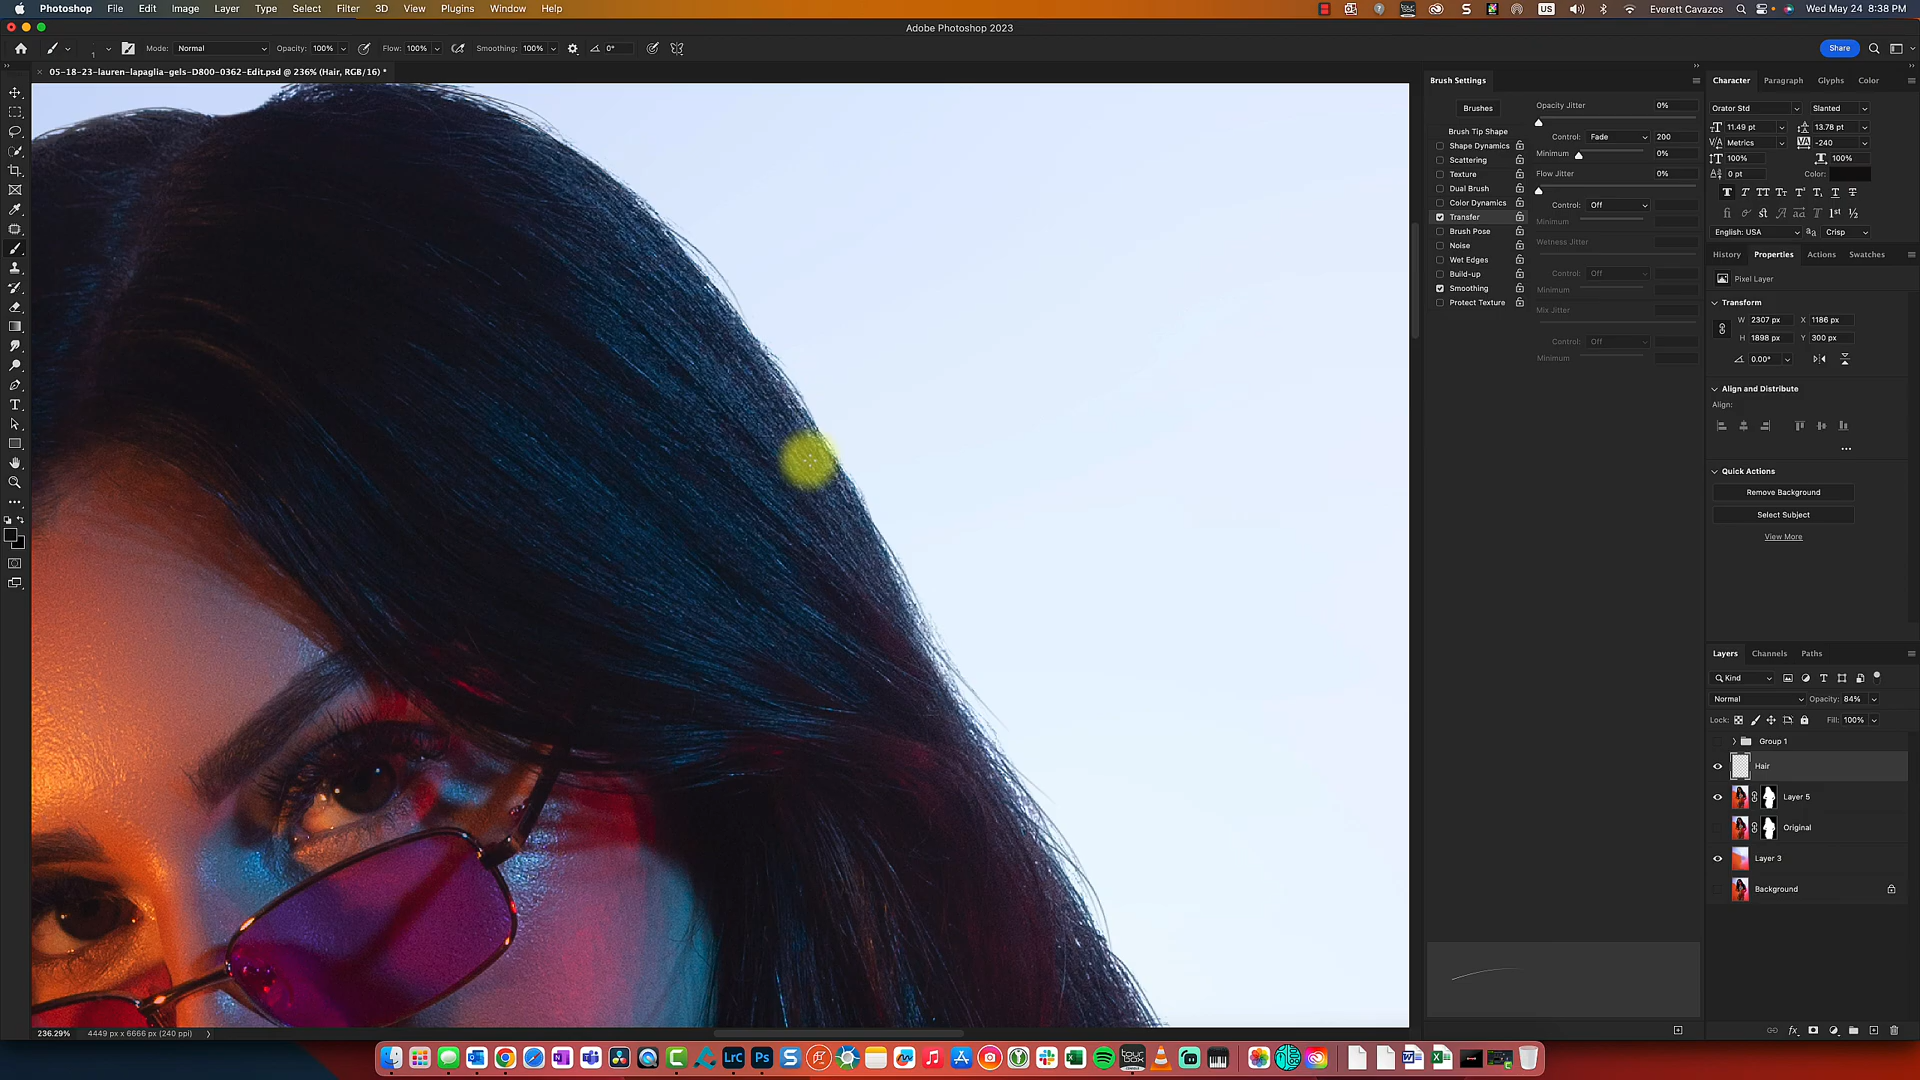 Photoshop File Edit Image Layer Type Select Filter 3D View Plugins Window Help US Everett Cavazos Wed May 24 8:38 PM
Adobe Photoshop 2023
1 Mode: Normal Opacity: 100% Flow: 100% Smoothing: 100% 0° Share
05-18-23-lauren-lapaglia-gels-D800-0362-Edit.psd @ 236% (Hair, RGB/16) *
Brush Settings
Brushes
Brush Tip Shape
Shape Dynamics
Scattering
Texture
Dual Brush
Color Dynamics
Transfer
Brush Pose
Noise
Wet Edges
Build-up
Smoothing
Protect Texture
Opacity Jitter 0%
Control: Fade 200
Minimum 0%
Flow Jitter 0%
Control: Off
Minimum
Wetness Jitter
Control: Off
Minimum
Mix Jitter
Control: Off
Minimum
Character Paragraph Glyphs Color
Orator Std Slanted
11.49 pt 13.78 pt
Metrics -240
100% 100%
0 pt Color:
English: USA Crisp
History Properties Actions Swatches
Pixel Layer
Transform
W 2307 px X 1186 px
H 1898 px Y 300 px
0.00°
Align and Distribute
Align:
Quick Actions
Remove Background
Select Subject
View More
Layers Channels Paths
Kind
Normal Opacity: 84%
Lock: Fill: 100%
Group 1
Hair
Layer 5
Original
Layer 3
Background
236.29% 4449 px x 6666 px (240 ppi)
LrC Ps